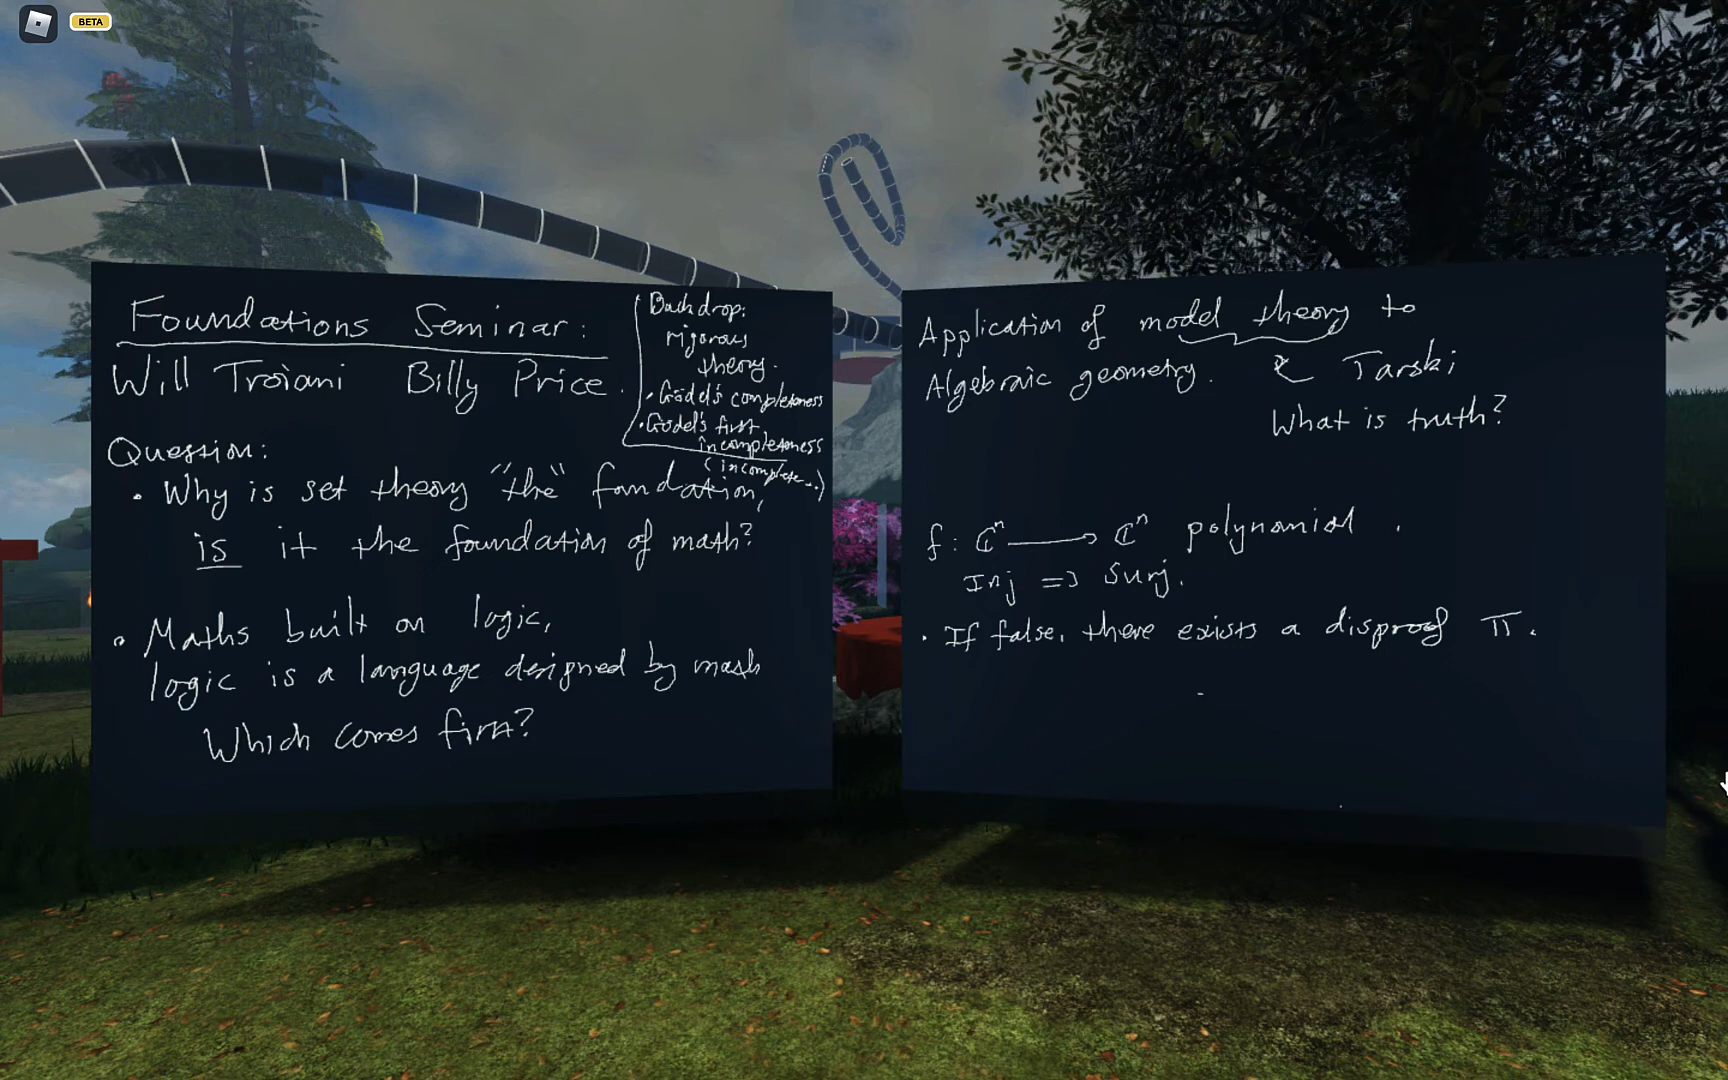 BETA
Foundations Seminar:
Will Troiani Billy Price.
Backdrop:
rigorous
theory.
• Gödel's completeness
• Gödel's first
incompleteness
(incomplete...)
Question:
• Why is set theory "the" foundation,
is it the foundation of math?
• Maths built on logic,
logic is a language designed by math
Which comes first?
Application of model theory to
Algebraic geometry. Tarski
What is truth?
f: ℂⁿ ⟶ ℂⁿ polynomial.
Inj => Surj.
• If false, there exists a disproof π.